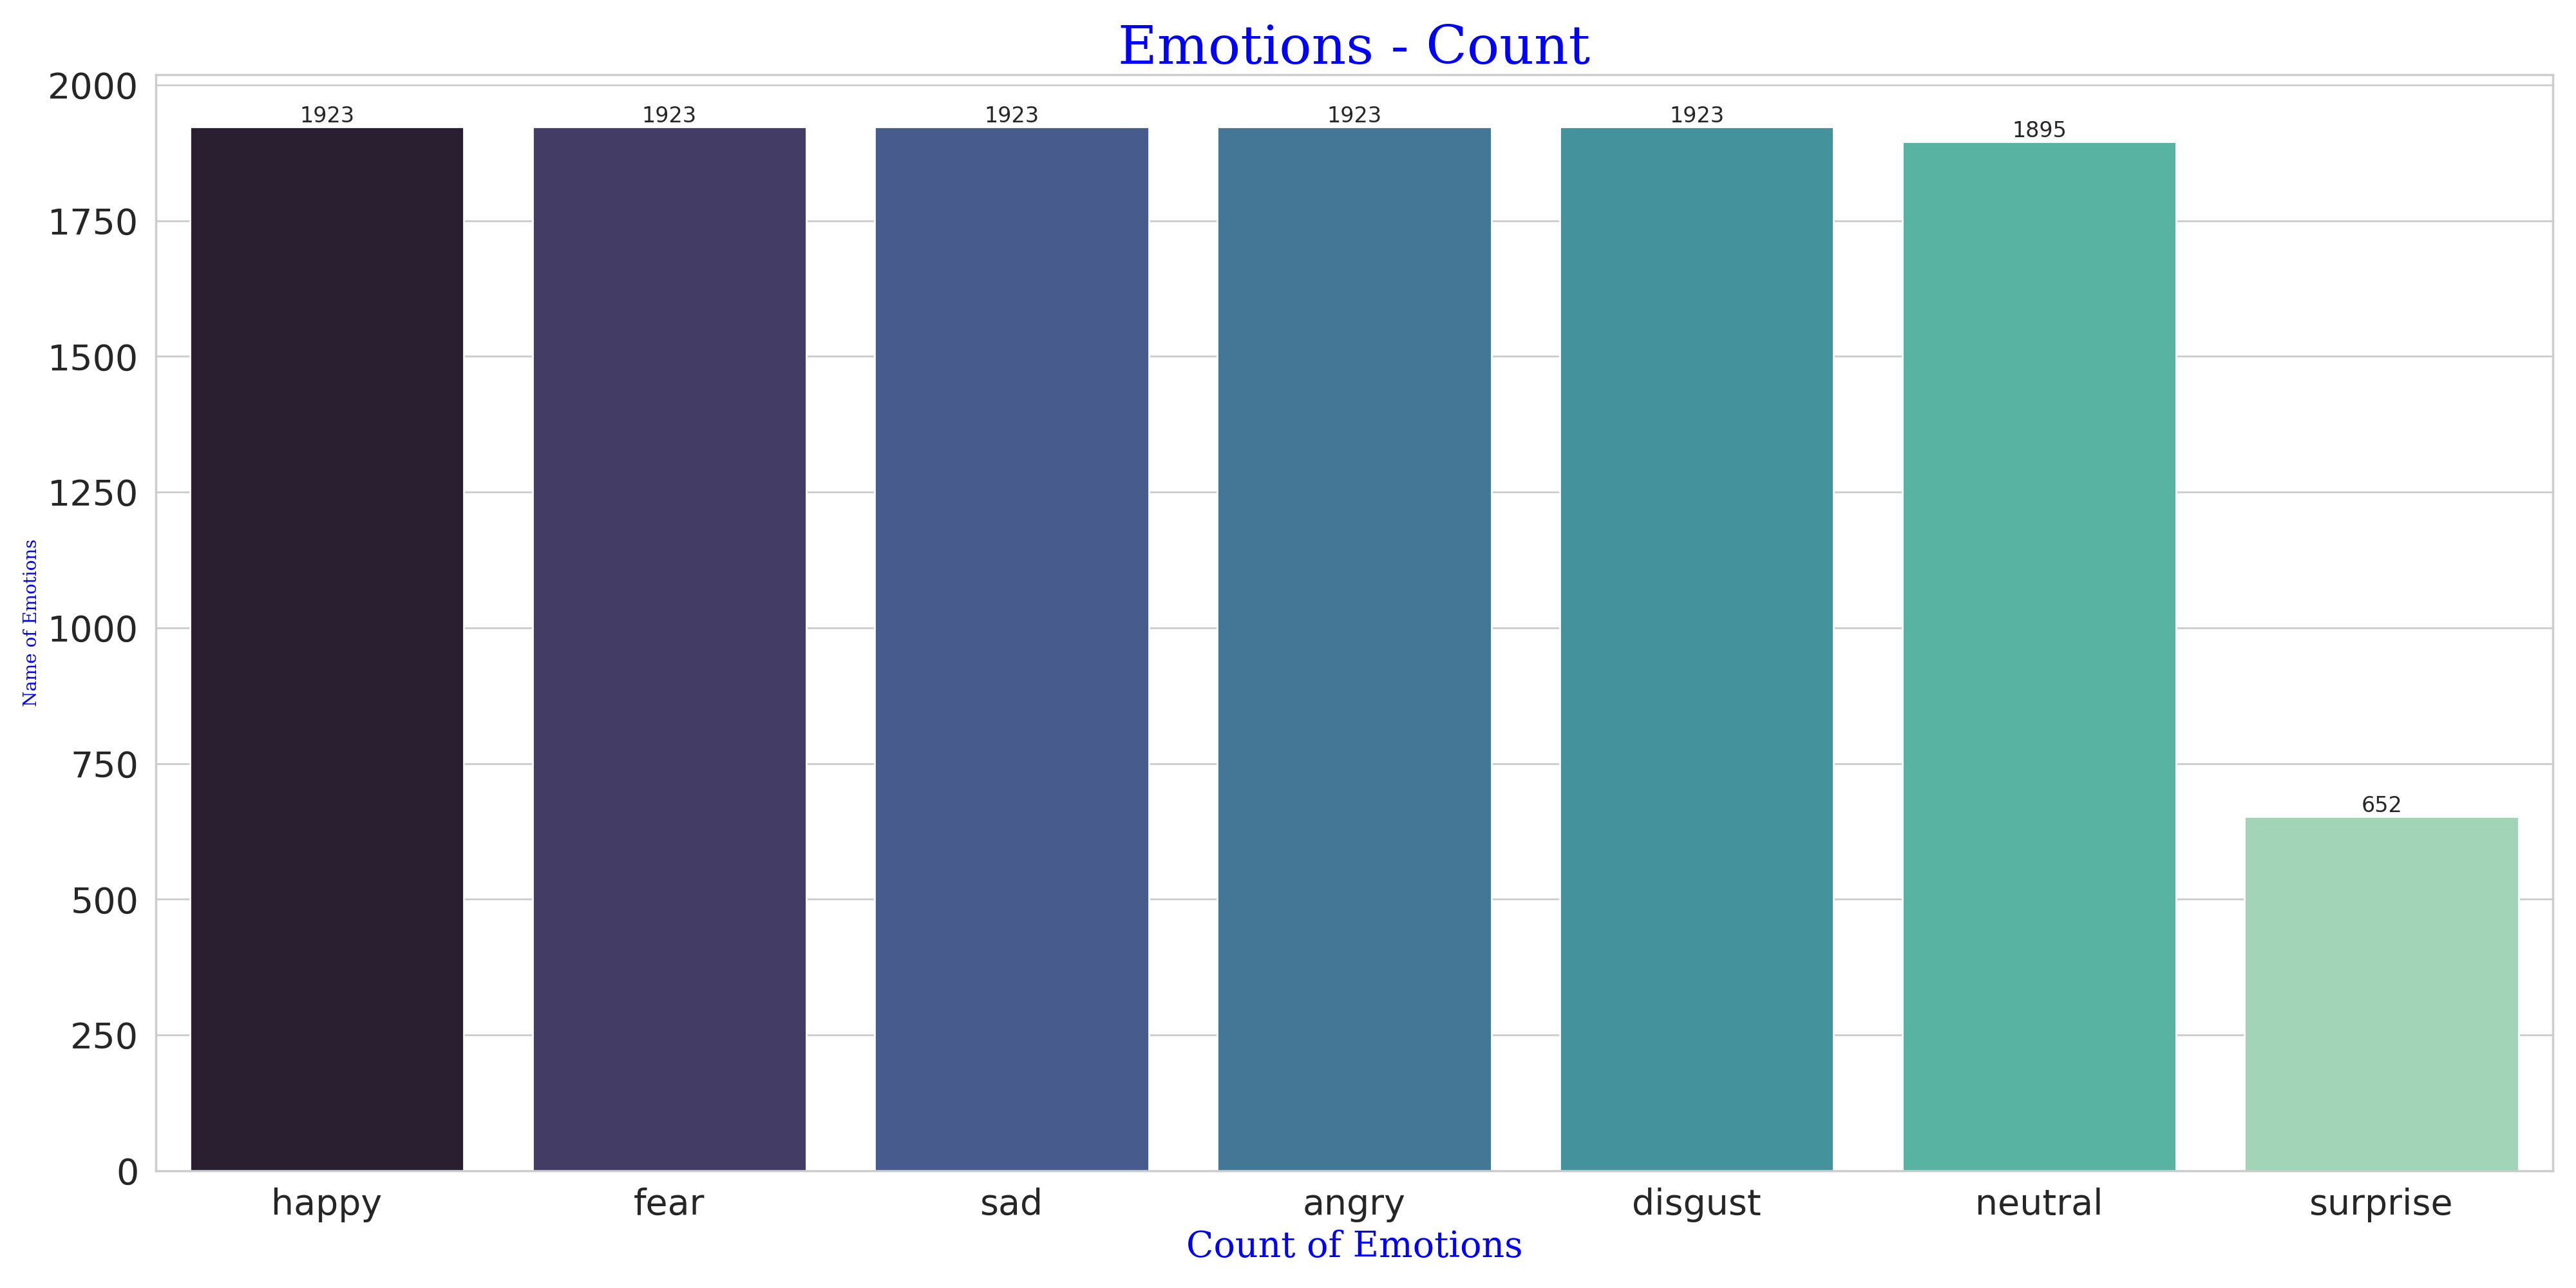 Emotions - Count
2000
1750
1500
1250
1000
750
500
250
0
Name of Emotions
1923
1923
1923
1923
1923
1895
652
happy
fear
sad
angry
disgust
neutral
surprise
Count of Emotions